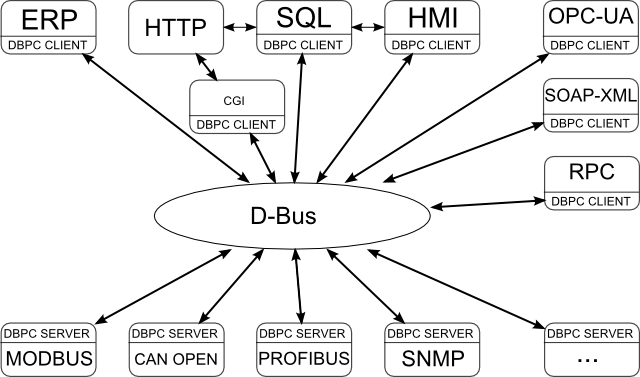 ERP
DBPC CLIENT
HTTP
SQL
DBPC CLIENT
HMI
DBPC CLIENT
OPC-UA
DBPC CLIENT
CGI
DBPC CLIENT
SOAP-XML
DBPC CLIENT
RPC
DBPC CLIENT
D-Bus
DBPC SERVER
MODBUS
DBPC SERVER
CAN OPEN
DBPC SERVER
PROFIBUS
DBPC SERVER
SNMP
DBPC SERVER
...